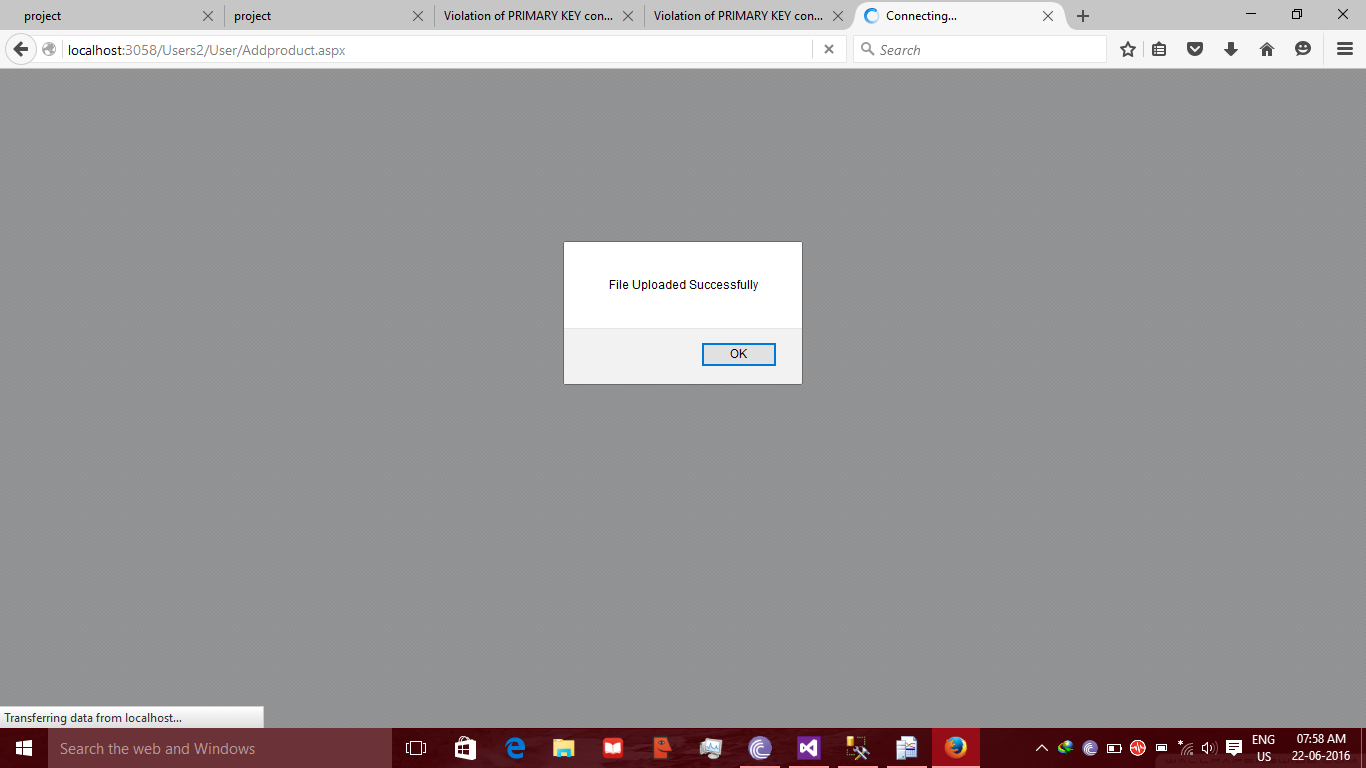 project
project
Violation of PRIMARY KEY con...
Violation of PRIMARY KEY con...
Connecting...
localhost:3058/Users2/User/Addproduct.aspx
Search
File Uploaded Successfully
OK
Transferring data from localhost...
Search the web and Windows
ENG
US
07:58 AM
22-06-2016